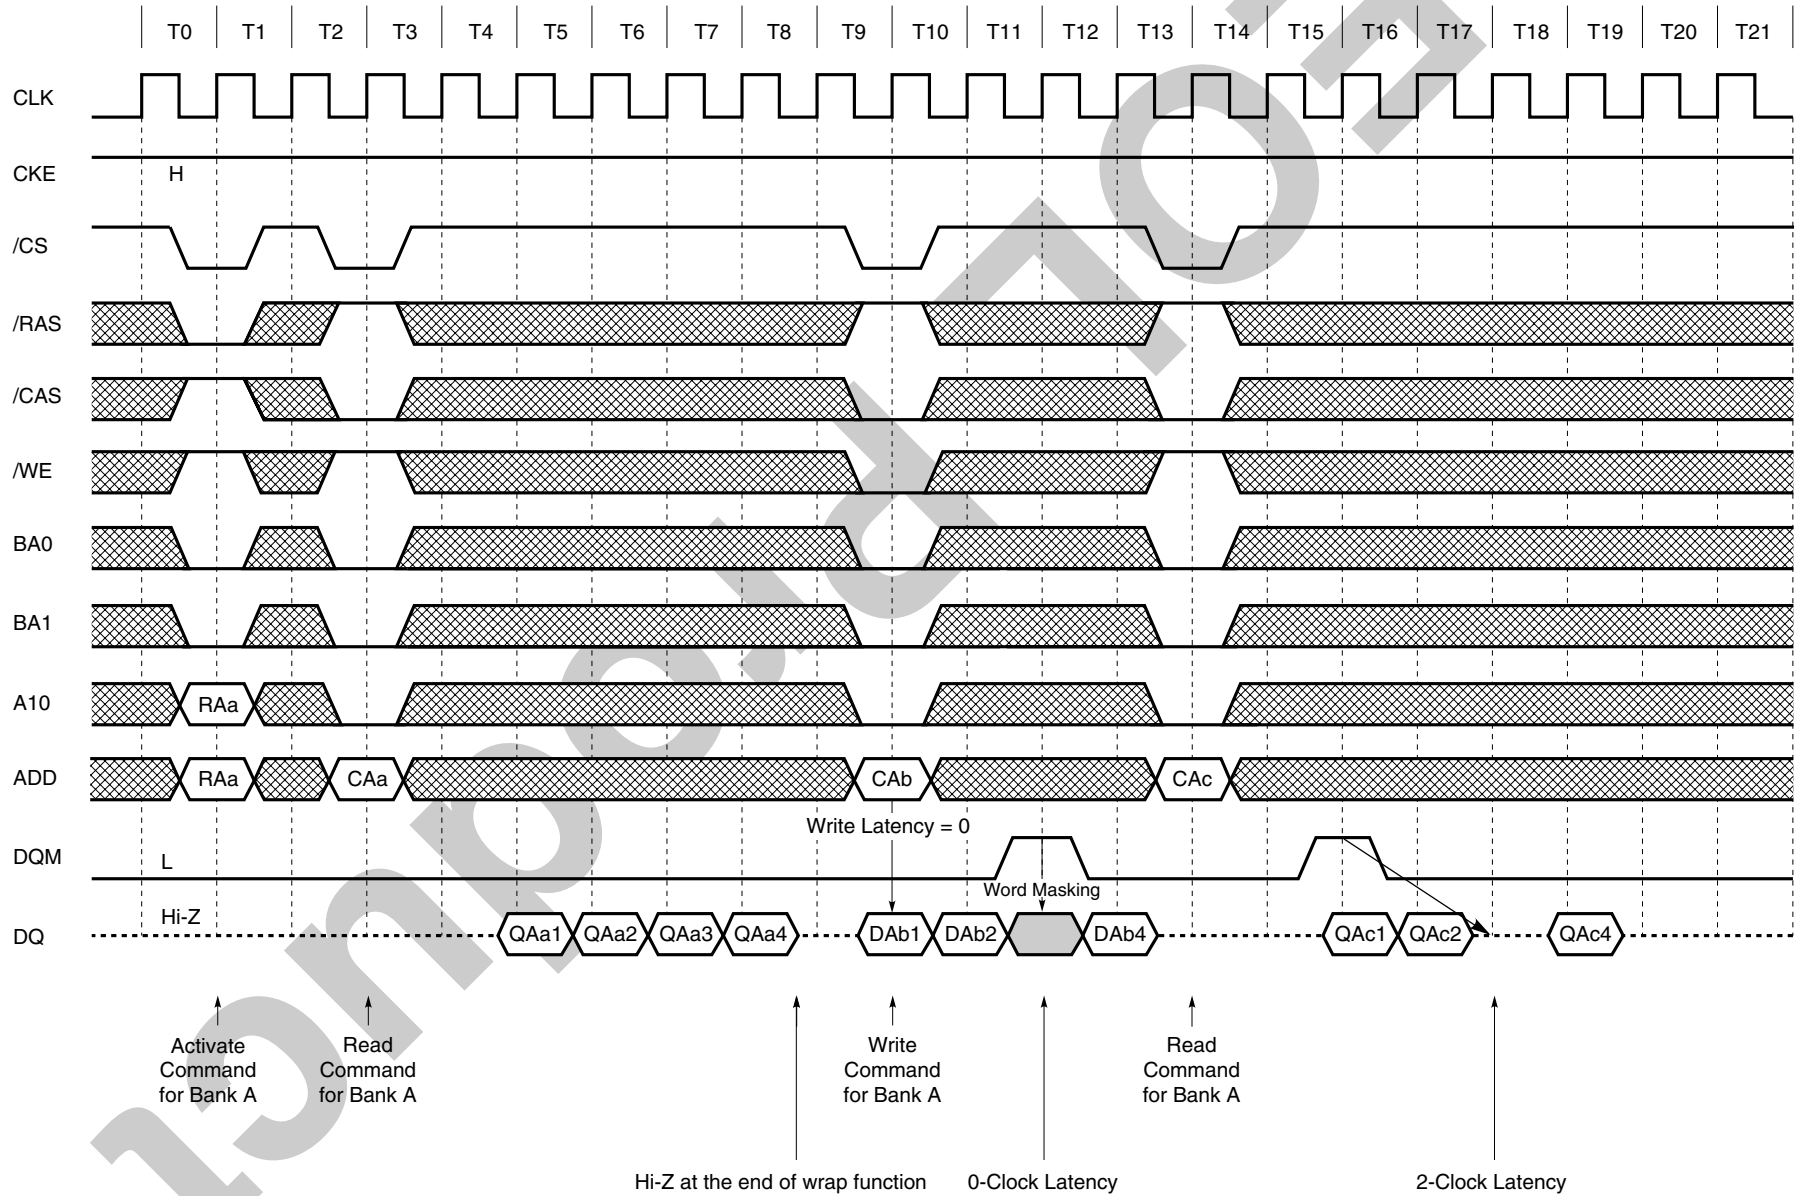 T0 T1 T2 T3 T4 T5 T6 T7 T8 T9 T10 T11 T12 T13 T14 T15 T16 T17 T18 T19 T20 T21
CLK
CKE H
/CS
/RAS
/CAS
/WE
BA0
BA1
A10 RAa
ADD RAa CAa CAb CAc
Write Latency = 0
DQM L
Word Masking
Hi-Z
DQ QAa1 QAa2 QAa3 QAa4 DAb1 DAb2 DAb4 QAc1 QAc2 QAc4
Activate Read Write Read
Command Command Command Command
for Bank A for Bank A for Bank A for Bank A
Hi-Z at the end of wrap function 0-Clock Latency 2-Clock Latency
EOL Product